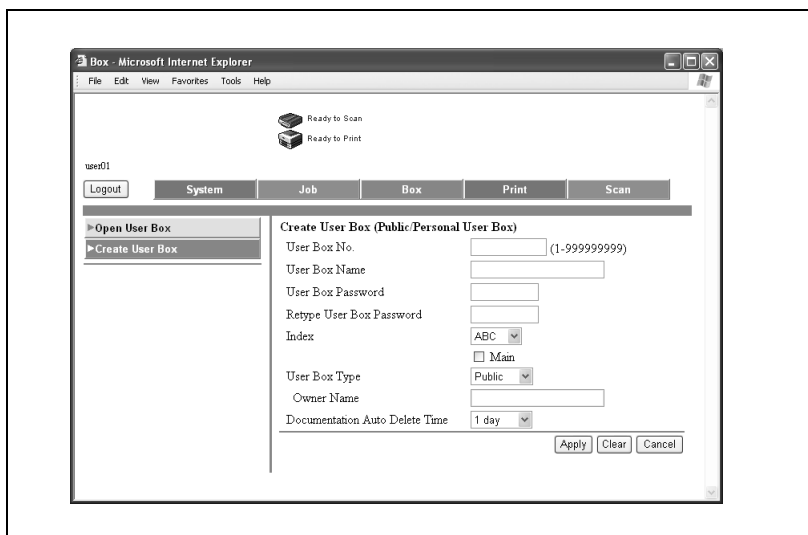 Box - Microsoft Internet Explorer
File Edit View Favorites Tools Help
Ready to Scan
Ready to Print
user01
Logout System Job Box Print Scan
Open User Box
Create User Box
Create User Box (Public/Personal User Box)
User Box No. (1-999999999)
User Box Name
User Box Password
Retype User Box Password
Index ABC
Main
User Box Type Public
Owner Name
Documentation Auto Delete Time 1 day
Apply Clear Cancel